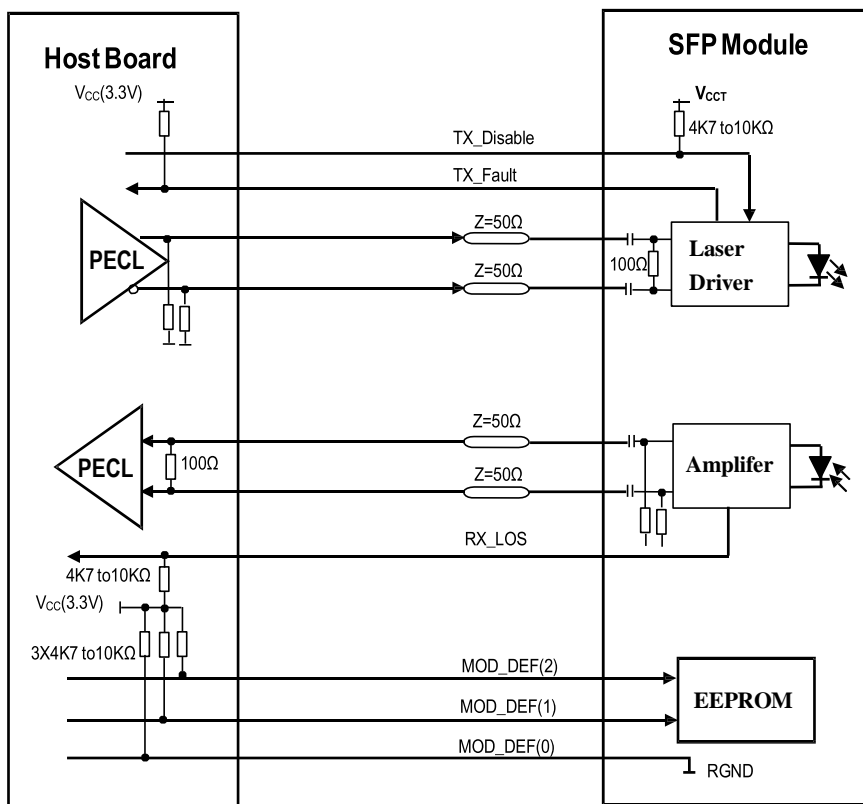 Host Board
SFP Module
VCC(3.3V)
VCCT
4K7 to10KΩ
TX_Disable
TX_Fault
PECL
Z=50Ω
Z=50Ω
100Ω
Laser
Driver
PECL
100Ω
Z=50Ω
Z=50Ω
Amplifer
RX_LOS
4K7 to10KΩ
VCC(3.3V)
3X4K7 to10KΩ
MOD_DEF(2)
MOD_DEF(1)
MOD_DEF(0)
EEPROM
RGND